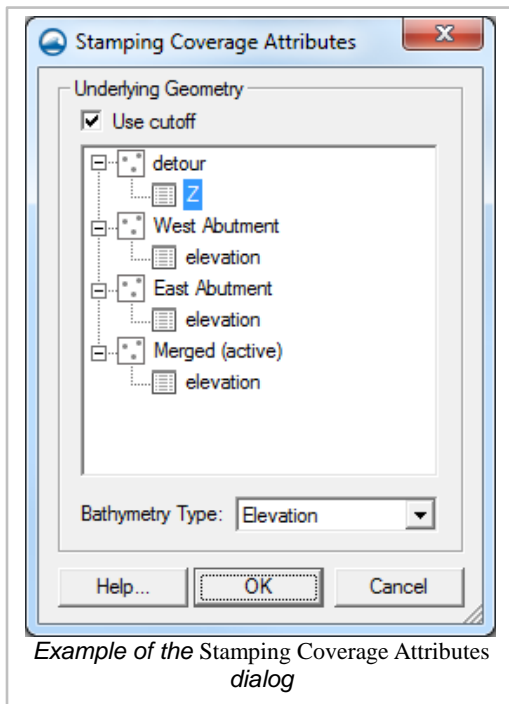 Stamping Coverage Attributes
Underlying Geometry
Use cutoff
detour
Z
West Abutment
elevation
East Abutment
elevation
Merged (active)
elevation
Bathymetry Type: Elevation
Help... OK Cancel
Example of the Stamping Coverage Attributes
dialog